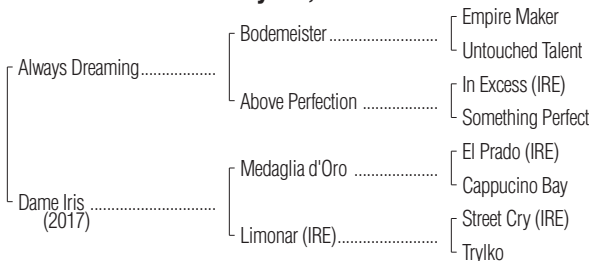 Empire Maker
Bodemeister
Untouched Talent
Always Dreaming
In Excess (IRE)
Above Perfection
Something Perfect
El Prado (IRE)
Medaglia d'Oro
Cappucino Bay
Dame Iris
(2017)
Street Cry (IRE)
Limonar (IRE)
Trylko